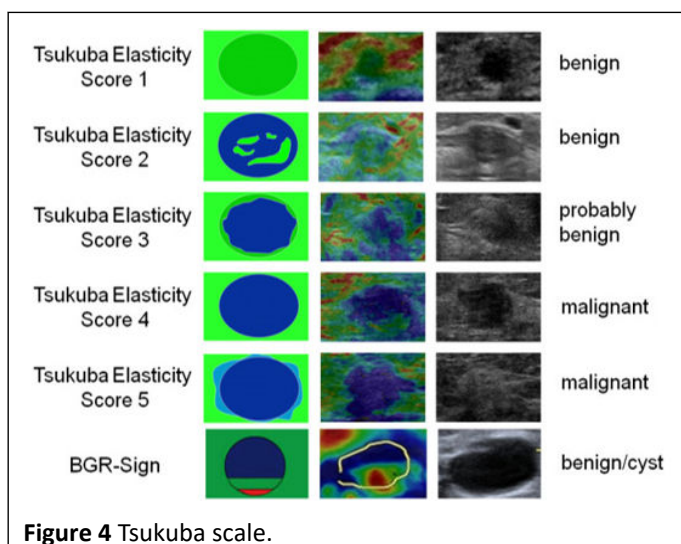 Tsukuba Elasticity
Score 1
benign
Tsukuba Elasticity
Score 2
benign
Tsukuba Elasticity
Score 3
probably
benign
Tsukuba Elasticity
Score 4
malignant
Tsukuba Elasticity
Score 5
malignant
BGR-Sign
benign/cyst
Figure 4 Tsukuba scale.